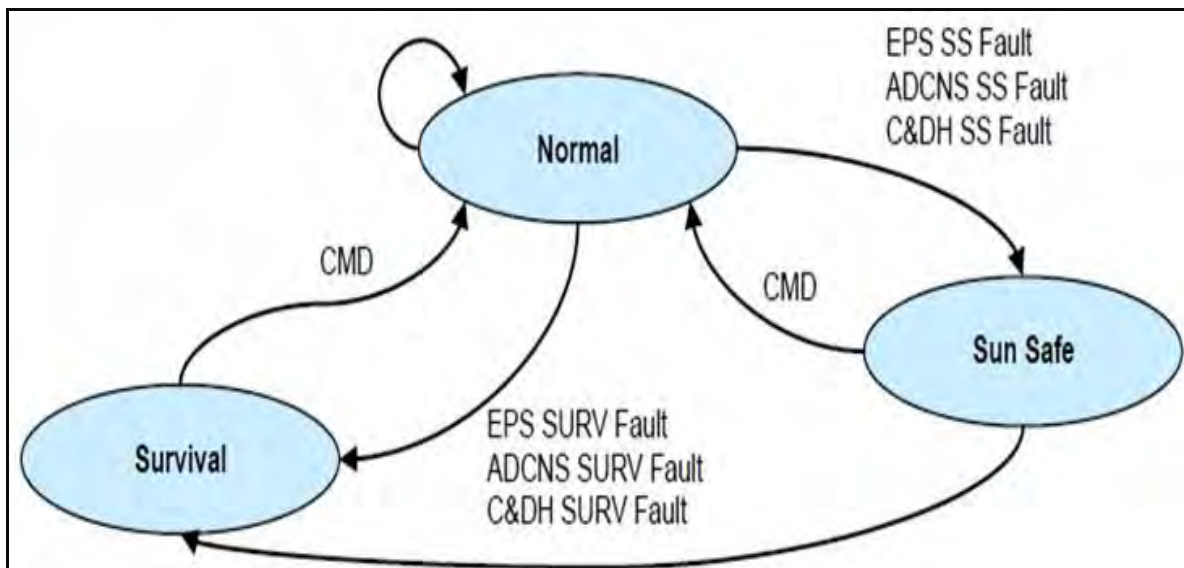 EPS SS Fault
ADCNS SS Fault
C&DH SS Fault
Normal
CMD
CMD
Sun Safe
EPS SURV Fault
ADCNS SURV Fault
C&DH SURV Fault
Survival